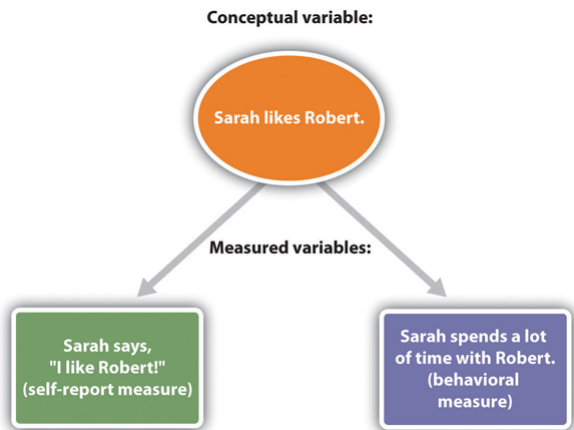 Conceptual variable:
Sarah likes Robert.
Measured variables:
Sarah says,
"I like Robert!"
(self-report measure)
Sarah spends a lot
of time with Robert.
(behavioral
measure)